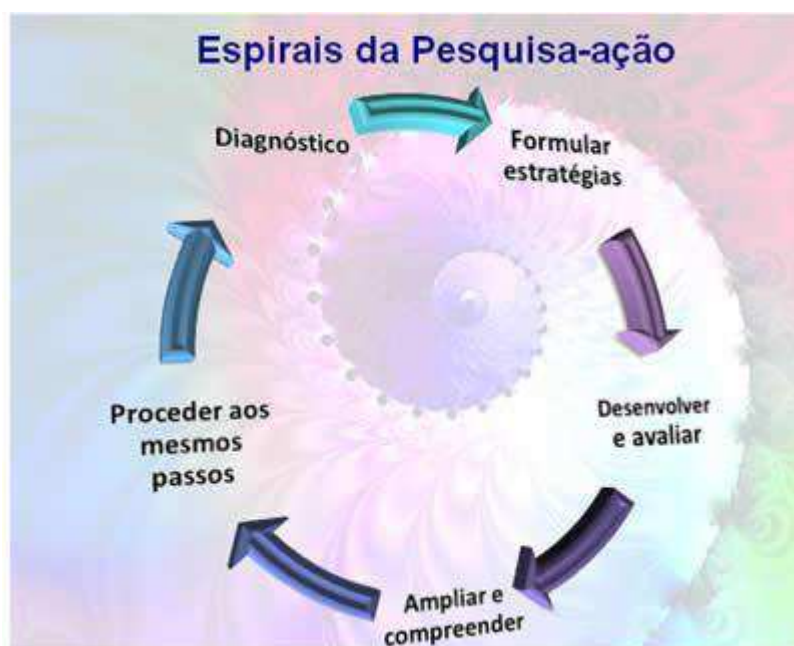 Espirais da Pesquisa-ação
Diagnóstico
Formular
estratégias
Desenvolver
e avaliar
Ampliar e
compreender
Proceder aos
mesmos
passos